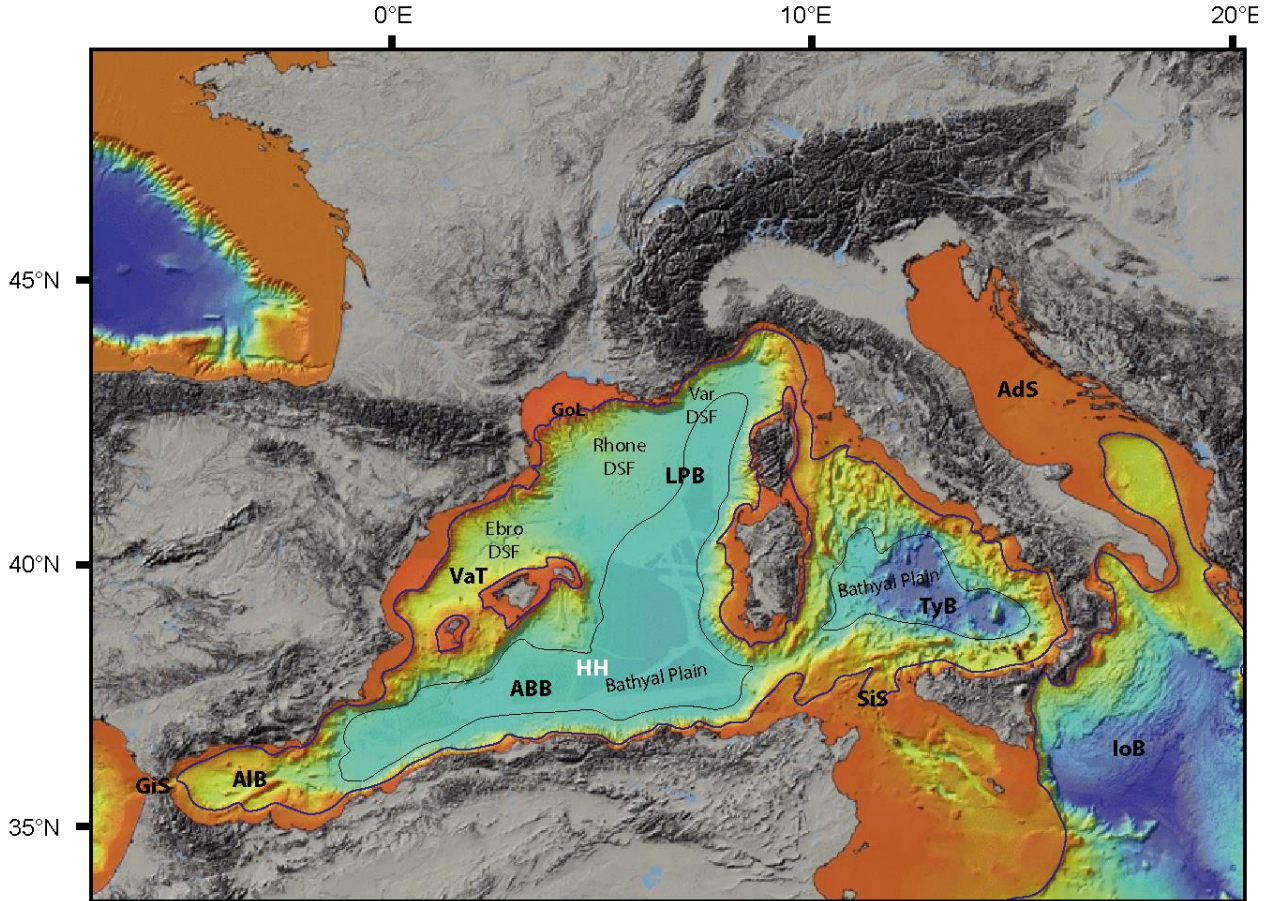 0°E
10°E
20°E
45°N
AdS
GoL
Var
DSF
Rhone
DSF
LPB
Ebro
DSF
40°N
VaT
Bathyal Plain
TyB
HH
Bathyal Plain
ABB
SiS
IoB
AlB
GiS
35°N